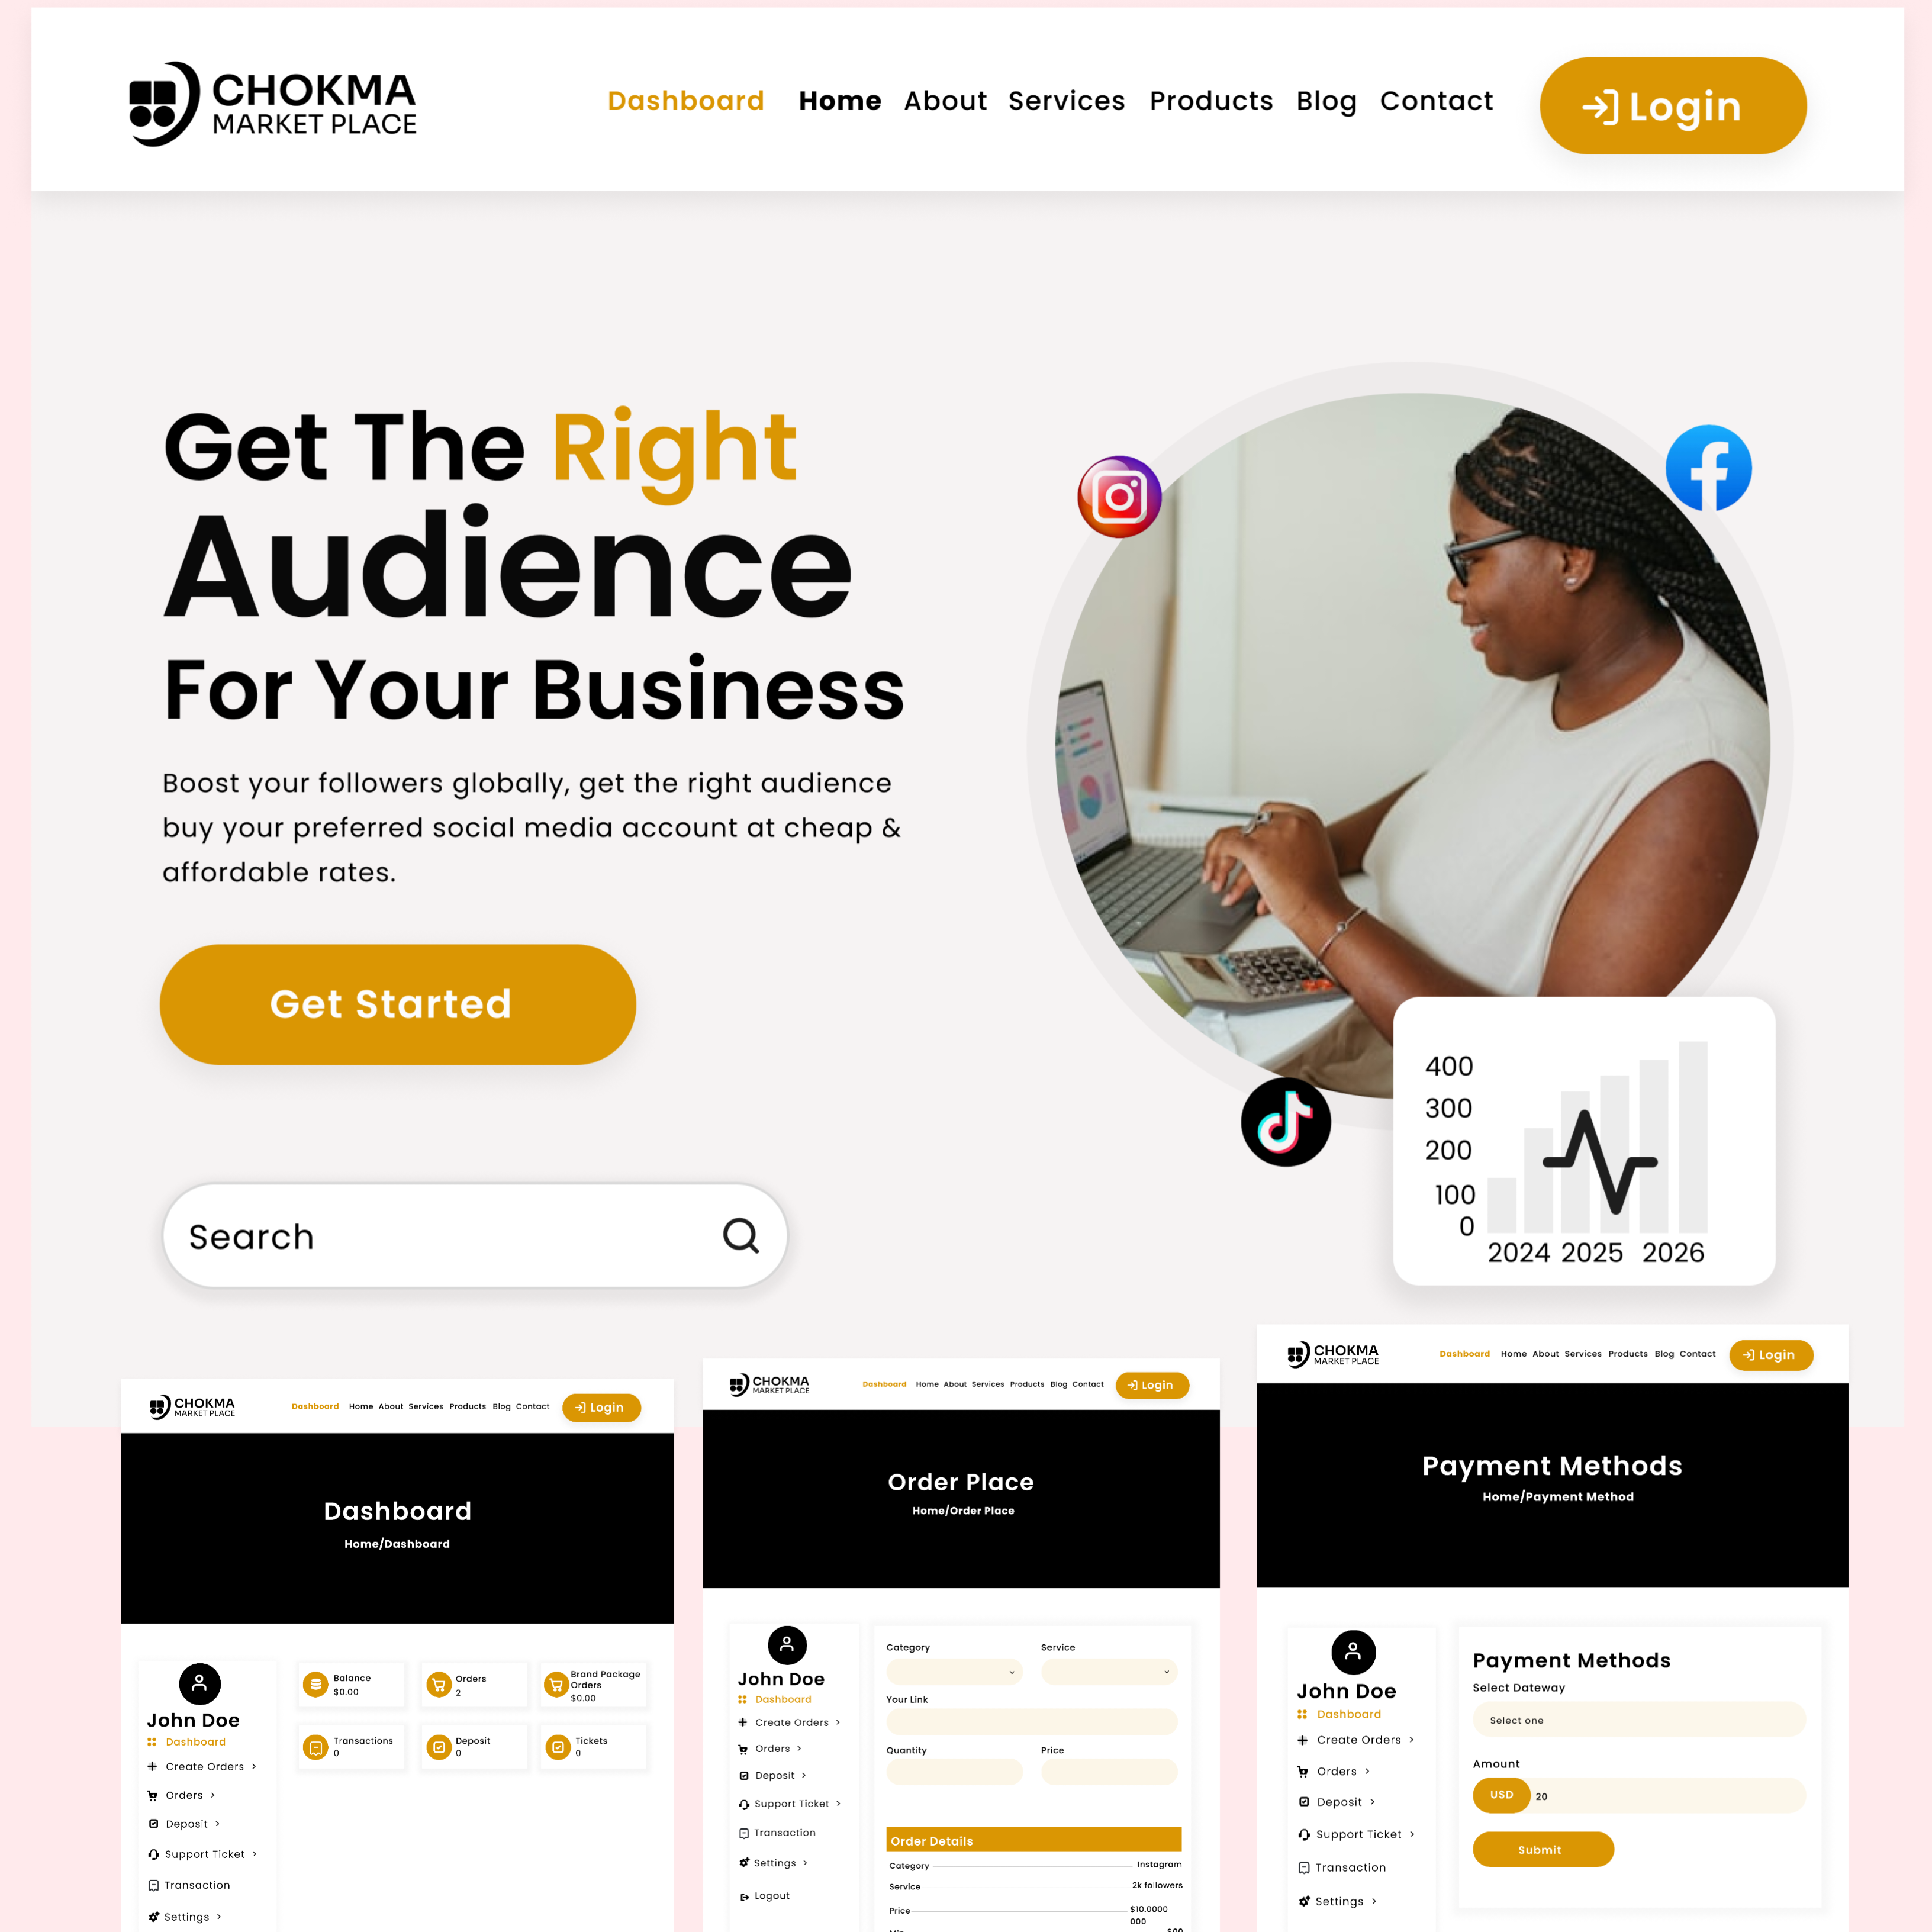 CHOKMA
MARKET PLACE
Dashboard Home About Services Products Blog Contact
Login
Get The Right
Audience
For Your Business
Boost your followers globally, get the right audience
buy your preferred social media account at cheap &
affordable rates.
Get Started
Search
400
300
200
100
0
2024 2025 2026
CHOKMA
MARKET PLACE
Dashboard Home About Services Products Blog Contact
Login
Dashboard
Home/Dashboard
John Doe
Dashboard
Create Orders >
Orders >
Deposit >
Support Ticket >
Transaction
Settings >
Balance
$0.00
Orders
2
Brand Package
Orders
$0.00
Transactions
0
Deposit
0
Tickets
0
CHOKMA
MARKET PLACE
Dashboard Home About Services Products Blog Contact
Login
Order Place
Home/Order Place
John Doe
Dashboard
Create Orders >
Orders >
Deposit >
Support Ticket >
Transaction
Settings >
Logout
Category
Service
Your Link
Quantity
Price
Order Details
Category Instagram
Service 2k followers
Price $10.0000
000
CHOKMA
MARKET PLACE
Dashboard Home About Services Products Blog Contact
Login
Payment Methods
Home/Payment Method
John Doe
Dashboard
Create Orders >
Orders >
Deposit >
Support Ticket >
Transaction
Settings >
Payment Methods
Select Dateway
Select one
Amount
USD 20
Submit